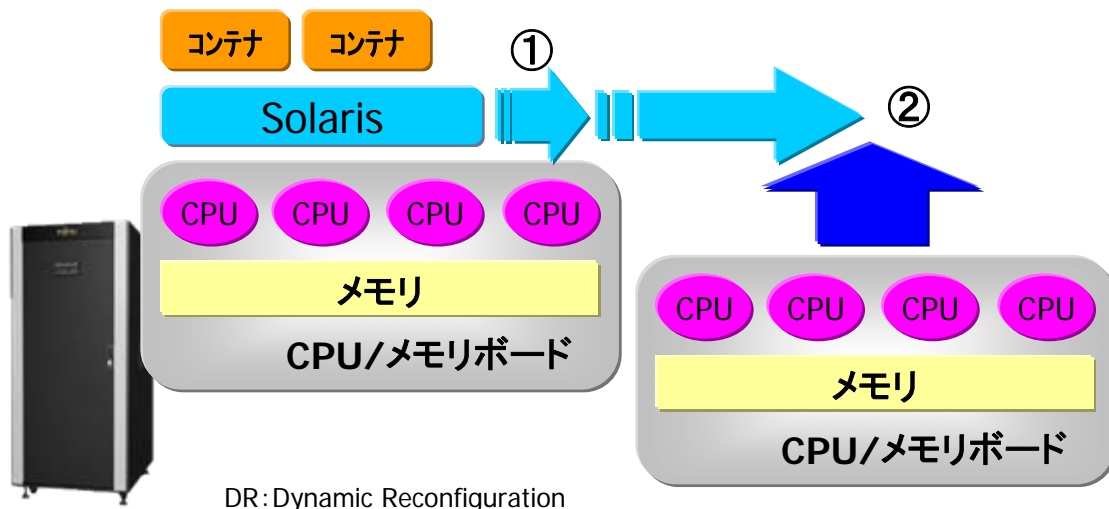 コンテナ コンテナ
①
Solaris
②
CPU CPU CPU CPU
メモリ
CPU/メモリボード
CPU CPU CPU CPU
メモリ
CPU/メモリボード
DR:Dynamic Reconfiguration